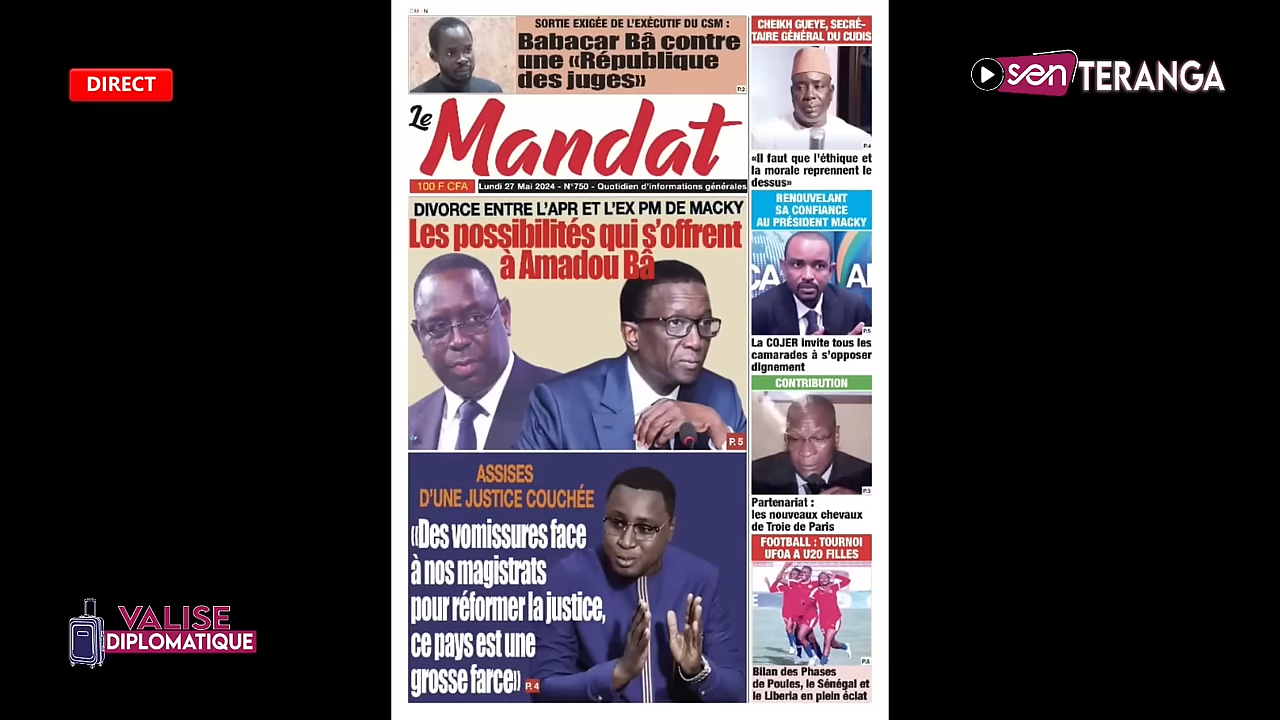 DIRECT
sen TERANGA
SORTIE EXIGÉE DE L'EXÉCUTIF DU CSM :
Babacar Bâ contre
une «République
des juges»
P.2
Le
Mandat
100 F CFA
Lundi 27 Mai 2024 - N°750 - Quotidien d'informations générales
DIVORCE ENTRE L'APR ET L'EX PM DE MACKY
Les possibilités qui s'offrent
à Amadou Bâ
P. 5
ASSISES
D'UNE JUSTICE COUCHÉE
«Des vomissures face
à nos magistrats
pour réformer la justice,
ce pays est une
grosse farce»
P. 4
CHEIKH GUEYE, SECRÉ-
TAIRE GÉNÉRAL DU CUDIS
P.4
«Il faut que l'éthique et
la morale reprennent le
dessus»
RENOUVELANT
SA CONFIANCE
AU PRÉSIDENT MACKY
CA
A
P.5
La COJER invite tous les
camarades à s'opposer
dignement
CONTRIBUTION
P.3
Partenariat :
les nouveaux chevaux
de Troie de Paris
FOOTBALL : TOURNOI
UFOA A U20 FILLES
P.8
Bilan des Phases
de Poules, le Sénégal et
le Liberia en plein éclat
VALISE
DIPLOMATIQUE